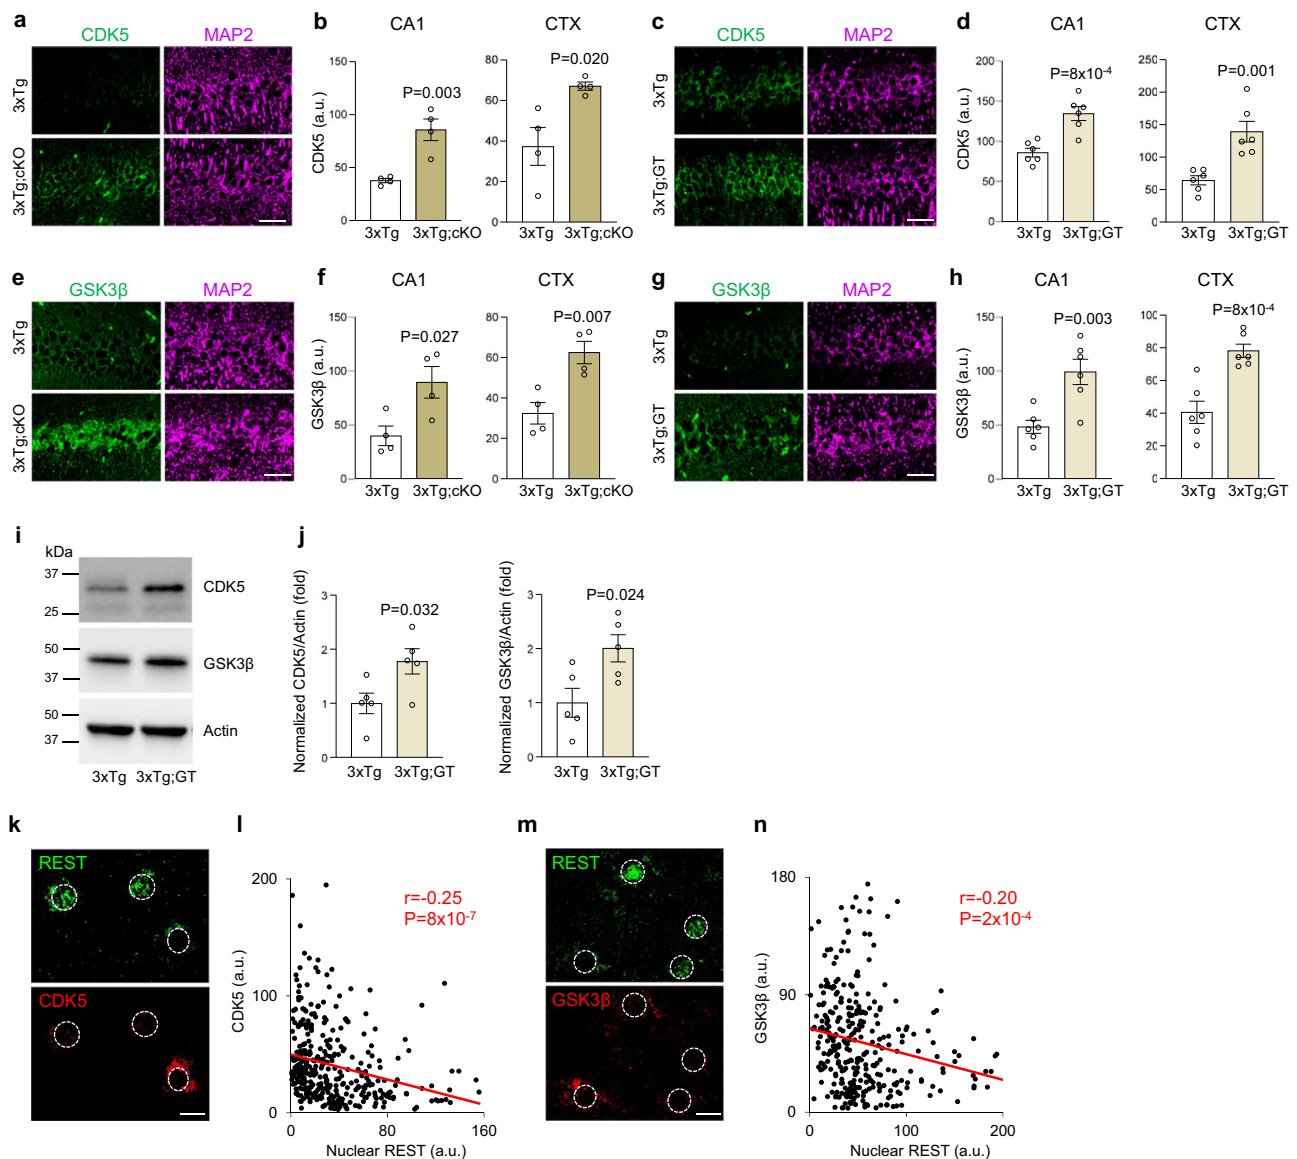 a
CDK5
MAP2
3xTg
3xTg;cKO
b
CA1
CTX
CDK5 (a.u.)
150
100
50
0
P=0.003
3xTg 3xTg;cKO
80
60
40
20
0
P=0.020
3xTg 3xTg;cKO
c
CDK5
MAP2
3xTg
3xTg;GT
d
CA1
CTX
CDK5 (a.u.)
200
150
100
50
0
P=8x10-4
3xTg 3xTg;GT
250
200
150
100
50
0
P=0.001
3xTg 3xTg;GT
e
GSK3β
MAP2
3xTg
3xTg;cKO
f
CA1
CTX
GSK3β (a.u.)
150
100
50
0
P=0.027
3xTg 3xTg;cKO
80
60
40
20
0
P=0.007
3xTg 3xTg;cKO
g
GSK3β
MAP2
3xTg
3xTg;GT
h
CA1
CTX
GSK3β (a.u.)
150
100
50
0
P=0.003
3xTg 3xTg;GT
100
80
60
40
20
0
P=8x10-4
3xTg 3xTg;GT
i
kDa
37
25
CDK5
50
37
GSK3β
50
37
Actin
3xTg 3xTg;GT
j
Normalized CDK5/Actin (fold)
3
2
1
0
P=0.032
3xTg 3xTg;GT
Normalized GSK3β/Actin (fold)
3
2
1
0
P=0.024
3xTg 3xTg;GT
k
REST
CDK5
l
CDK5 (a.u.)
200
100
0
r=-0.25
P=8x10-7
0 80 160
Nuclear REST (a.u.)
m
REST
GSK3β
n
GSK3β (a.u.)
180
90
0
r=-0.20
P=2x10-4
0 100 200
Nuclear REST (a.u.)